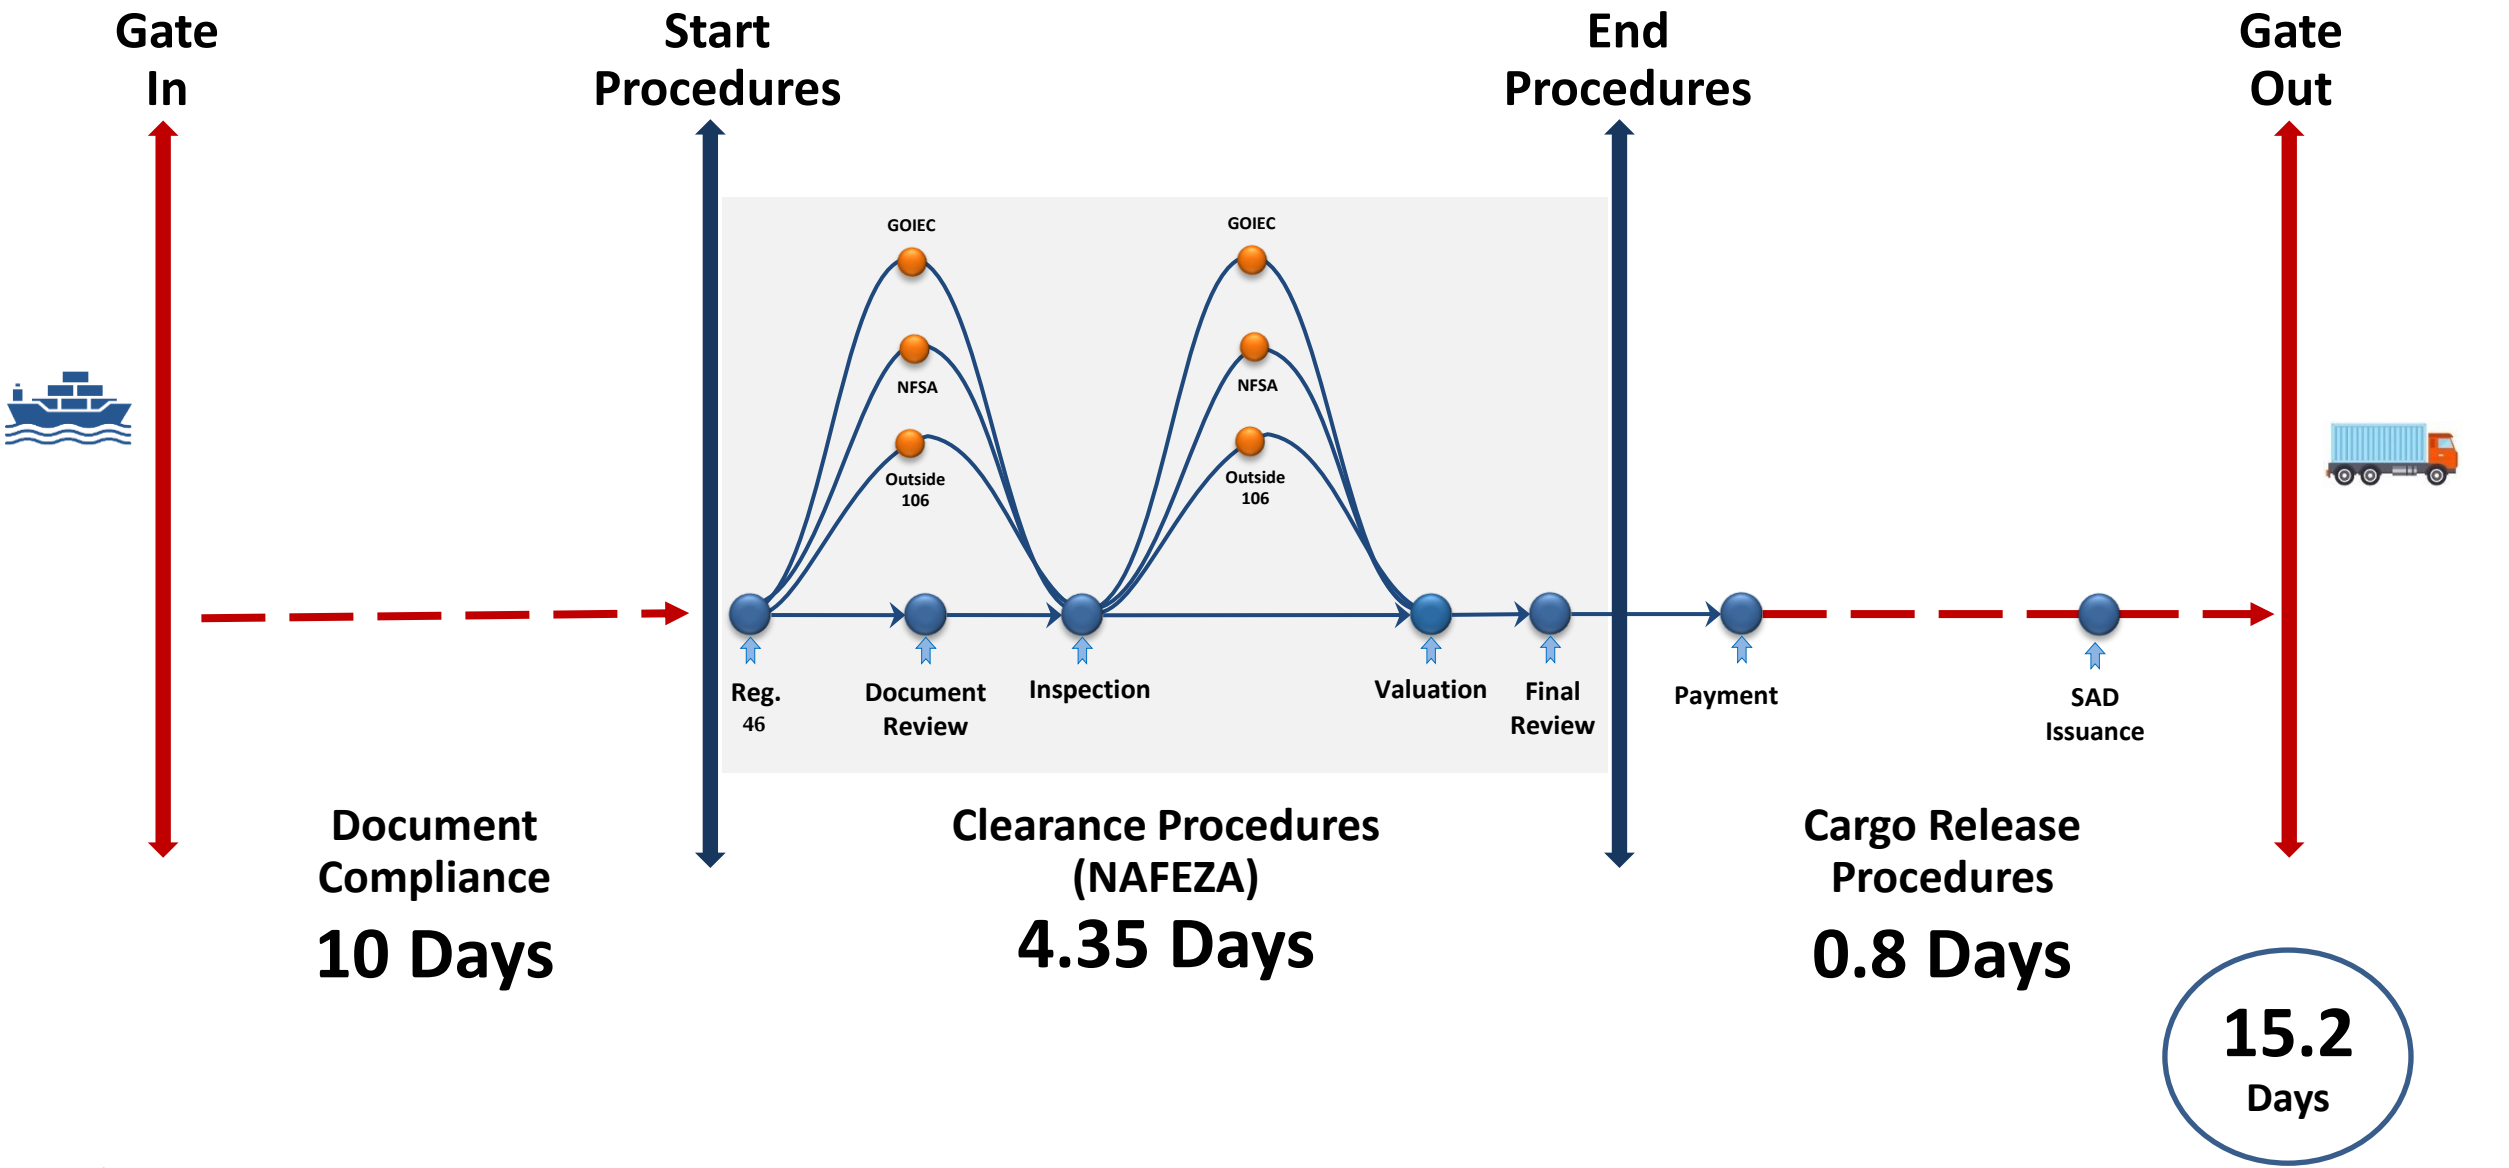 Gate
In
Start
Procedures
End
Procedures
Gate
Out
GOIEC
NFSA
Outside
106
GOIEC
NFSA
Outside
106
Reg.
46
Document
Review
Inspection
Valuation
Final
Review
Payment
SAD
Issuance
Document
Compliance
10 Days
Clearance Procedures
(NAFEZA)
4.35 Days
Cargo Release
Procedures
0.8 Days
15.2
Days